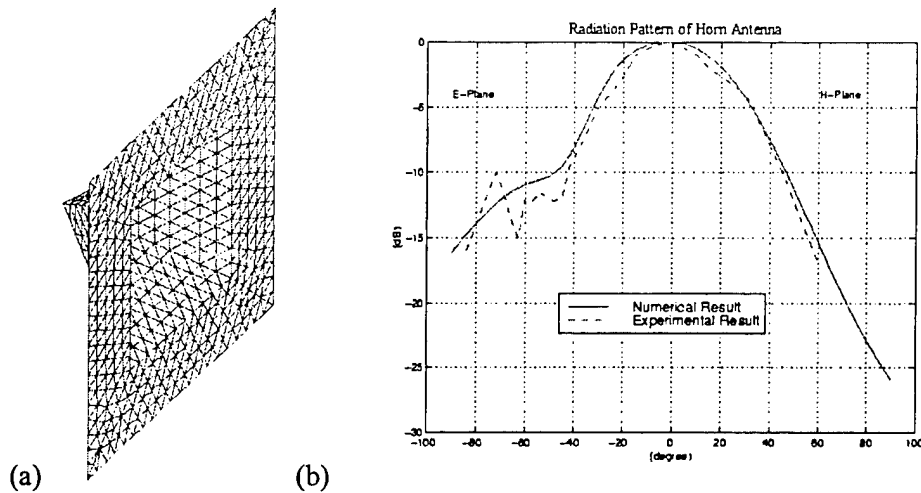 Radiation Pattern of Horn Antenna
0
-5
-10
-15
-20
-25
-30
(dB)
E-Plane
H-Plane
Numerical Result
Experimental Result
-100 -80 -60 -40 -20 0 20 40 60 80 100
(degree)
(a)
(b)